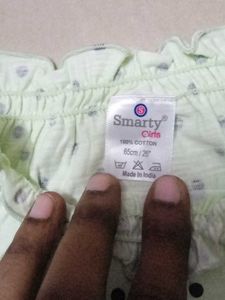 S
Smarty®
Girls
100% COTTON
65cm / 26"
Made in India